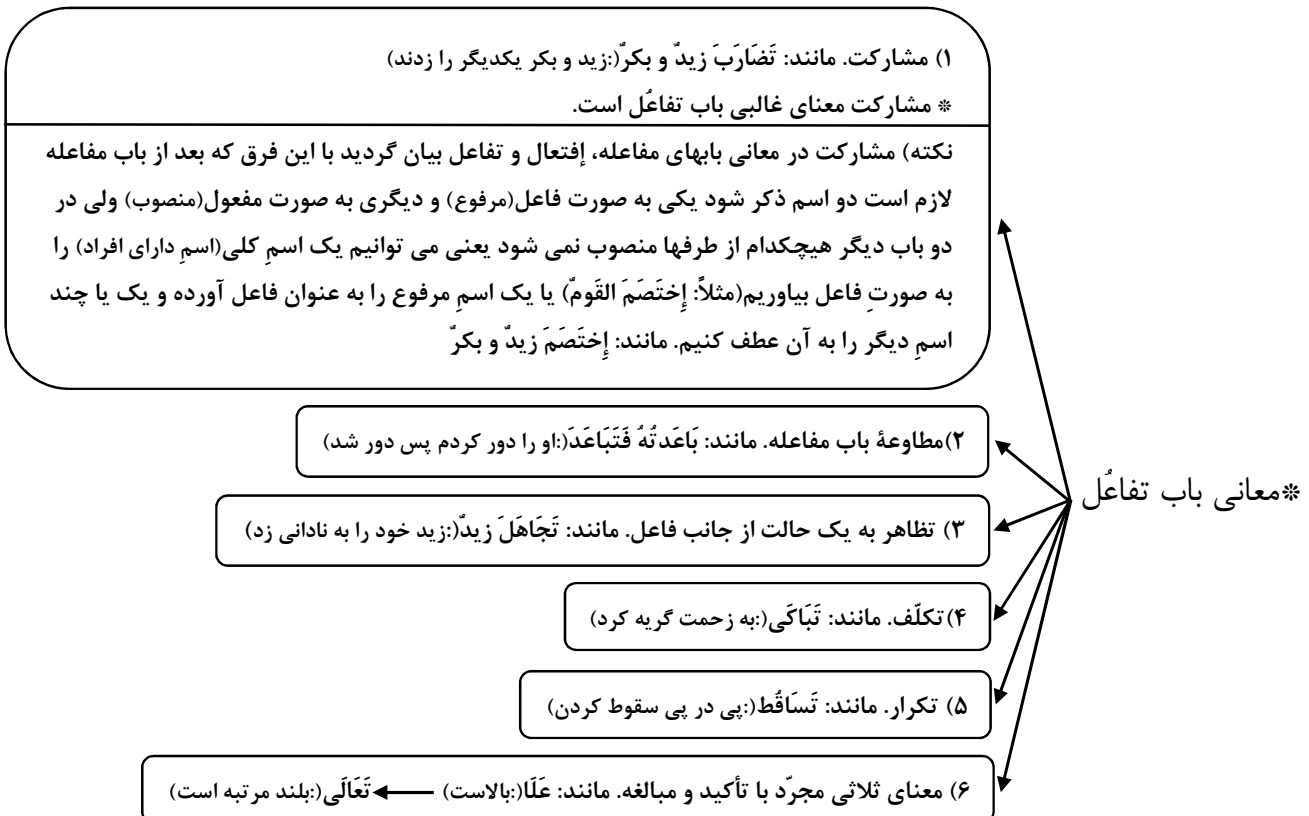 ۱) مشارکت. مانند: تَضَارَبَ زیدٌ و بکرٌ(:زید و بکر یکدیگر را زدند)
* مشارکت معنای غالبی باب تفاعُل است.
نکته) مشارکت در معانی بابهای مفاعله، إفتعال و تفاعل بیان گردید با این فرق که بعد از باب مفاعله
لازم است دو اسم ذکر شود یکی به صورت فاعل(مرفوع) و دیگری به صورت مفعول(منصوب) ولی در
دو باب دیگر هیچکدام از طرفها منصوب نمی شود یعنی می توانیم یک اسمِ کلی(اسمِ دارای افراد) را
به صورتِ فاعل بیاوریم(مثلاً: إِختَصَمَ القَومُ) یا یک اسمِ مرفوع را به عنوان فاعل آورده و یک یا چند
اسمِ دیگر را به آن عطف کنیم. مانند: إِختَصَمَ زیدٌ و بکرٌ
۲)مطاوعۀ باب مفاعله. مانند: بَاعَدتُهُ فَتَبَاعَدَ(:او را دور کردم پس دور شد)
*معانی باب تفاعُل
۳) تظاهر به یک حالت از جانب فاعل. مانند: تَجَاهَلَ زیدٌ(:زید خود را به نادانی زد)
۴)تکلّف. مانند: تَبَاکَی(:به زحمت گریه کرد)
۵) تکرار. مانند: تَسَاقُط(:پی در پی سقوط کردن)
۶) معنای ثلاثی مجرّد با تأکید و مبالغه. مانند: عَلَا(:بالاست) ← تَعَالَی(:بلند مرتبه است)